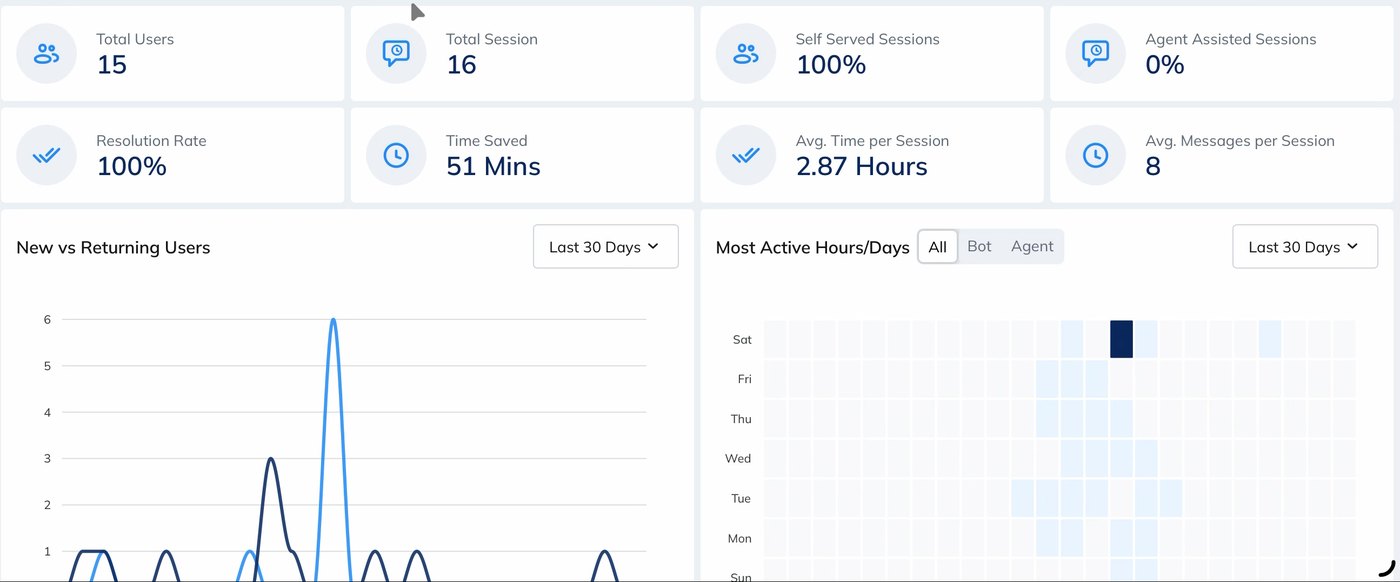 Total Users
15
Total Session
16
Self Served Sessions
100%
Agent Assisted Sessions
0%
Resolution Rate
100%
Time Saved
51 Mins
Avg. Time per Session
2.87 Hours
Avg. Messages per Session
8
New vs Returning Users
Last 30 Days
6
5
4
3
2
1
Most Active Hours/Days All Bot Agent
Last 30 Days
Sat
Fri
Thu
Wed
Tue
Mon
Sun